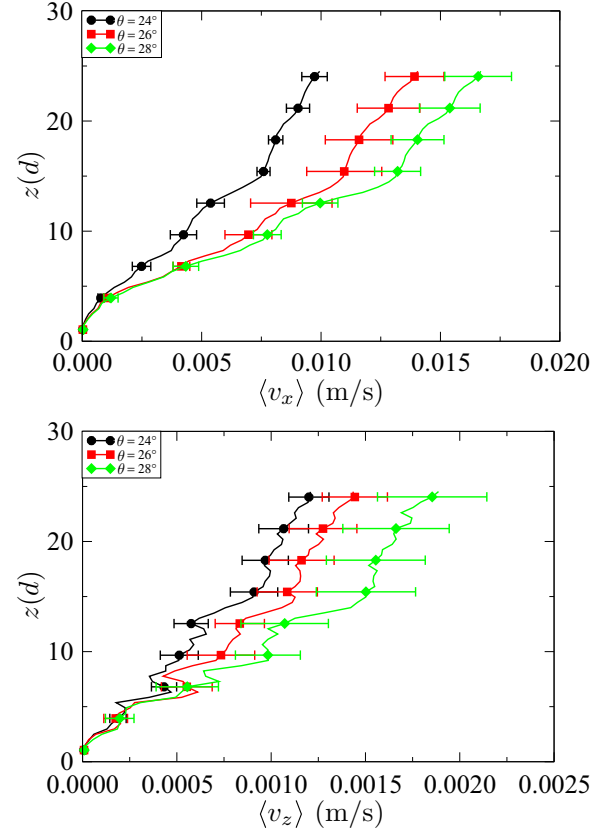 30
20
10
0
z(d)
θ = 24°
θ = 26°
θ = 28°
0.000 0.005 0.010 0.015 0.020
⟨v_x⟩ (m/s)
30
20
10
0
z(d)
θ = 24°
θ = 26°
θ = 28°
0.0000 0.0005 0.0010 0.0015 0.0020 0.0025
⟨v_z⟩ (m/s)